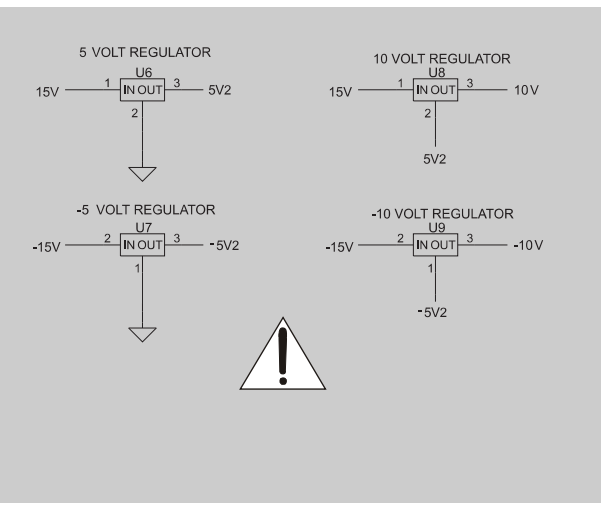 5 VOLT REGULATOR
U6
15V 1 IN OUT 3 5V2
2
10 VOLT REGULATOR
U8
15V 1 IN OUT 3 10V
2
5V2
-5 VOLT REGULATOR
U7
-15V 2 IN OUT 3 -5V2
1
-10 VOLT REGULATOR
U9
-15V 2 IN OUT 3 -10V
1
-5V2
!